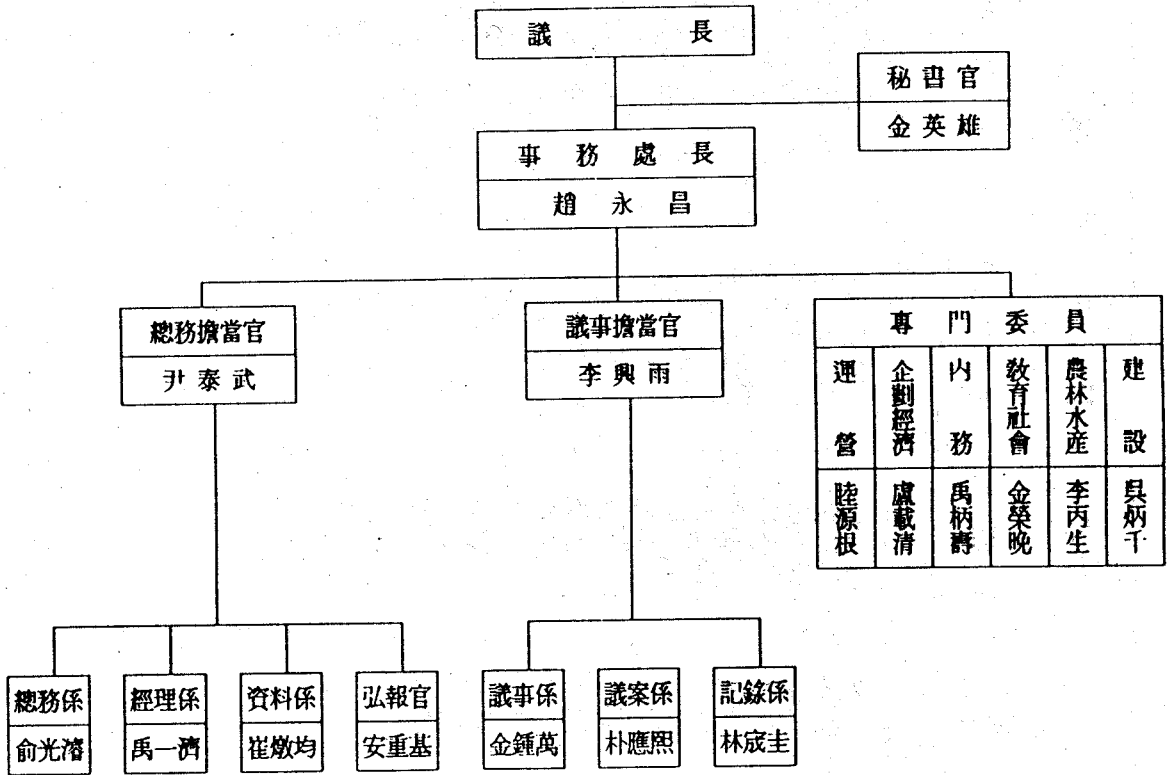 議長
秘書官
金英雄
事務處長
趙永昌
總務擔當官
尹泰武
議事擔當官
李興雨
專門委員
運營
企劃經濟
內務
敎育社會
農林水産
建設
陸源根
盧載清
禹柄壽
金榮晩
李丙生
吳炳千
總務係
經理係
資料係
弘報官
議事係
議案係
記錄係
俞光濬
禹一濟
崔燉均
安重基
金鍾萬
朴應熙
林宬圭